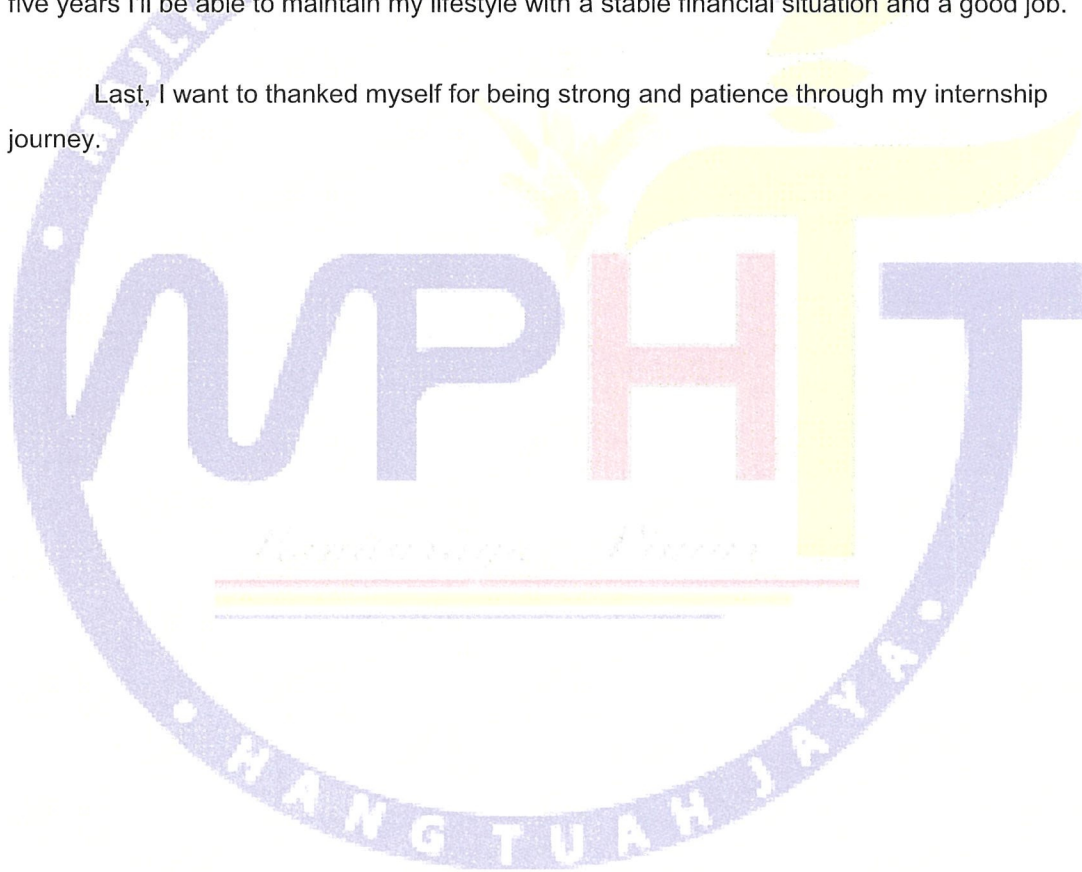 five years I'll be able to maintain my lifestyle with a stable financial situation and a good job.
Last, I want to thanked myself for being strong and patience through my internship
journey.
MPHTJ
HANG TUAH JAYA